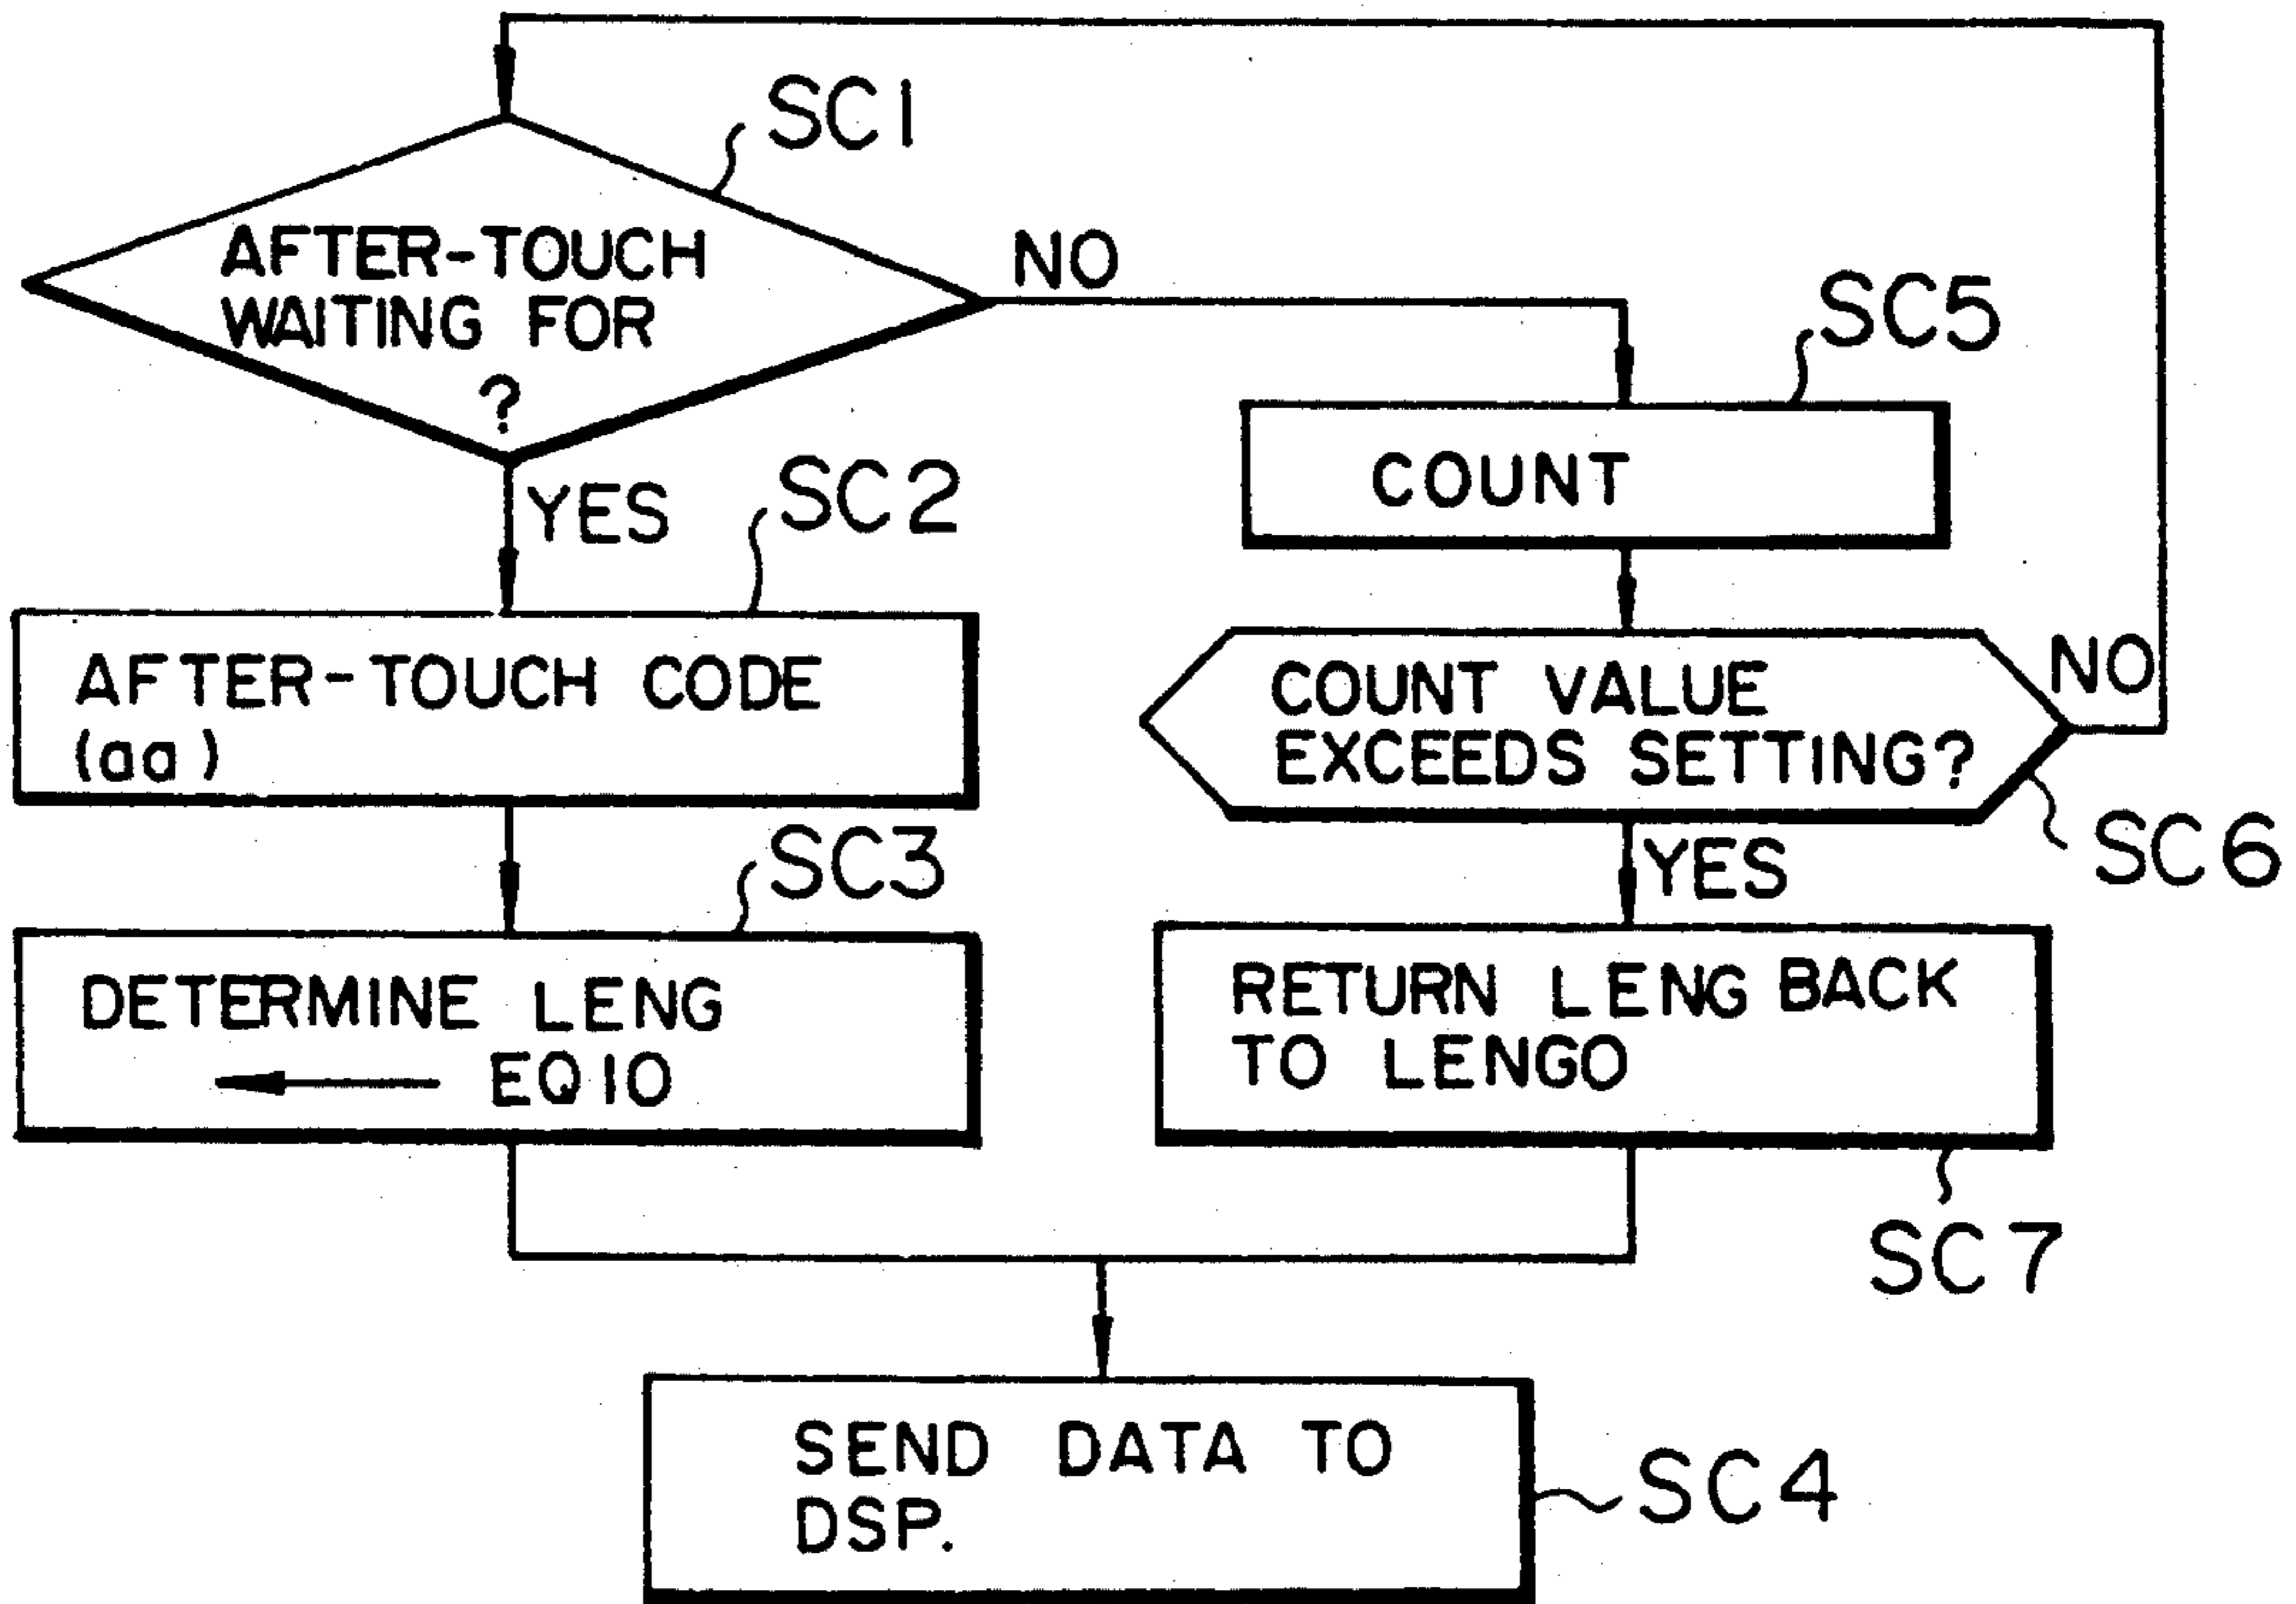 SC1
AFTER-TOUCH
WAITING FOR
?
NO
YES
SC2
AFTER-TOUCH CODE
(aa)
SC3
DETERMINE LENG
EQ10
SC5
COUNT
COUNT VALUE
EXCEEDS SETTING?
NO
SC6
YES
RETURN LENG BACK
TO LENGO
SC7
SEND DATA TO
DSP.
SC4